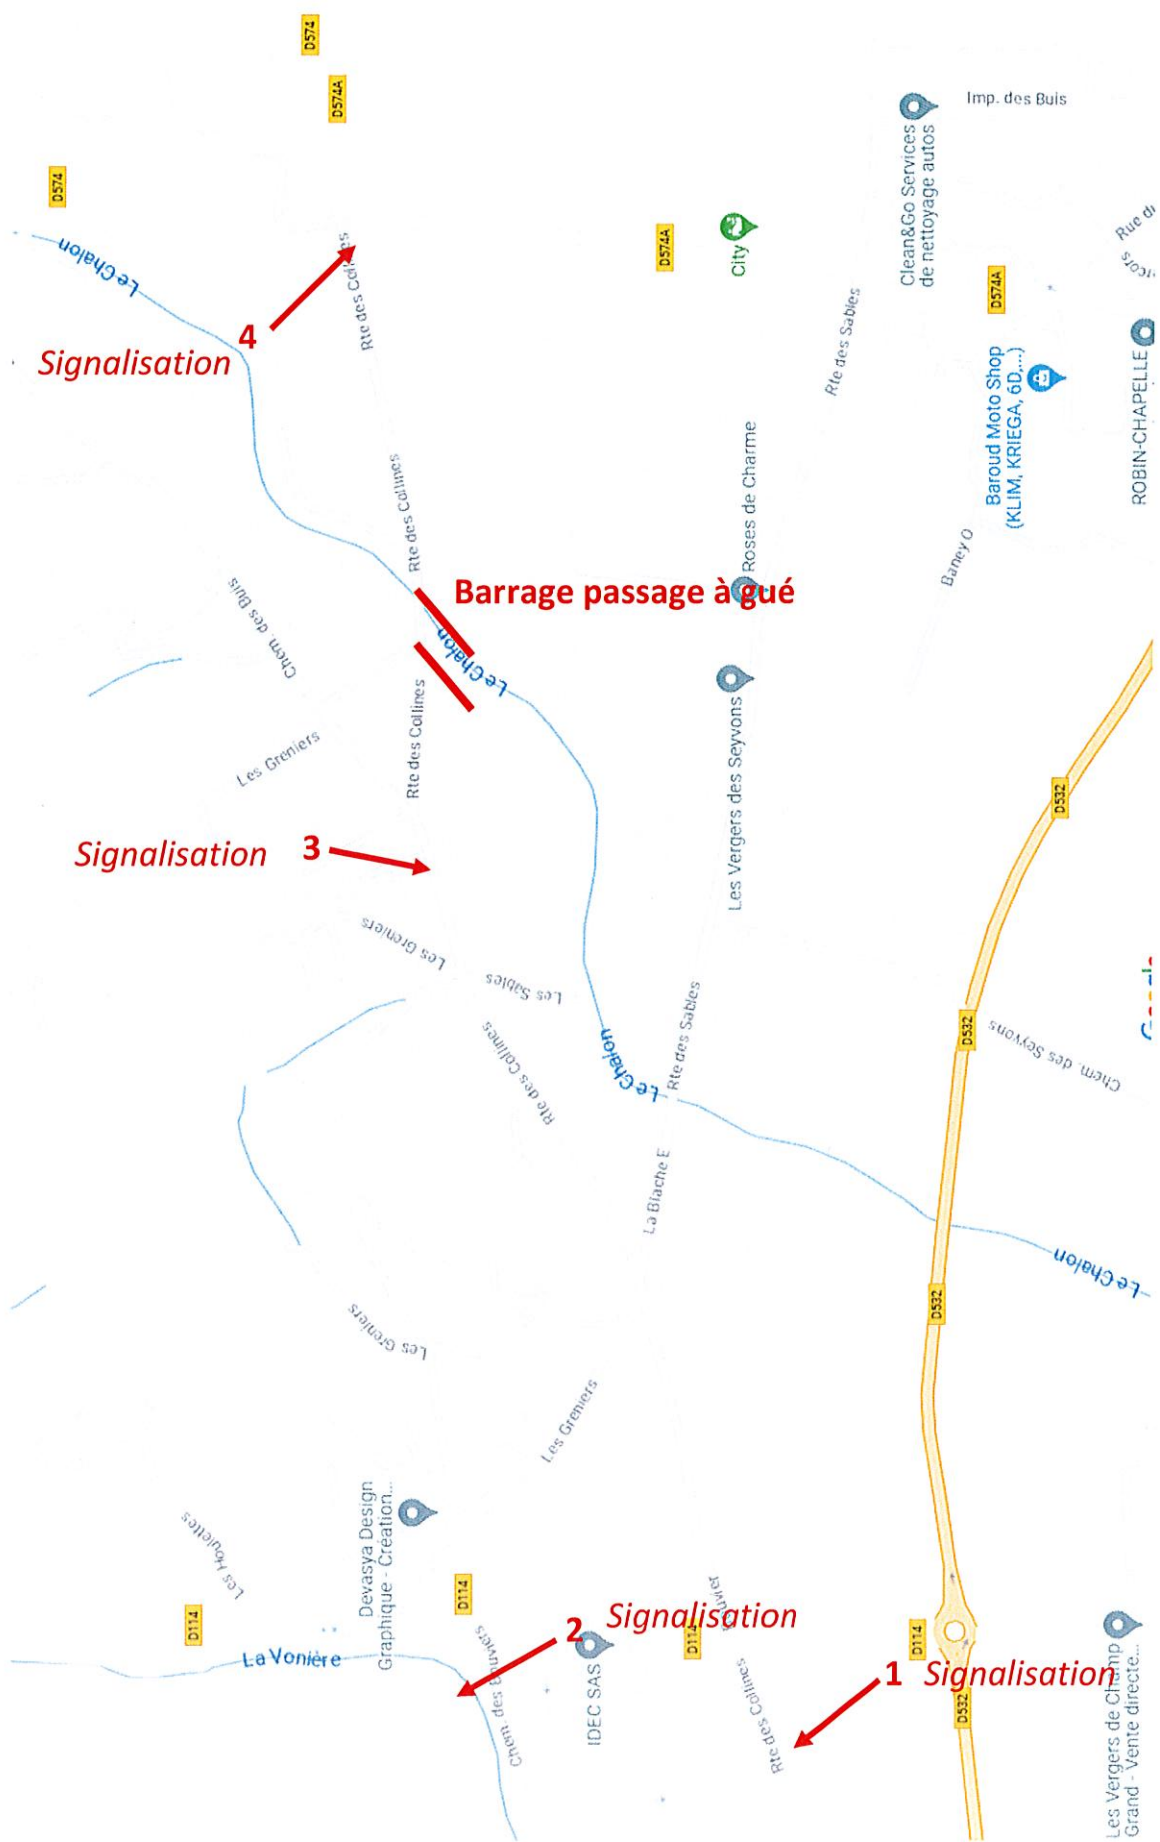 D574
D574A
D574
Le Chalon
Imp. des Buis
Clean&Go Services
de nettoyage autos
D574A
City
D574A
Rue d
4
Signalisation
Rte des Collines
Rte des Sables
Baroud Moto Shop
(KLIM, KRIEGA, 6D,...)
ROBIN-CHAPELLE
Rte des Collines
Roses de Charme
Baney O
Chem. des Buis
Barrage passage à gué
Le Chalon
Les Greniers
Rte des Collines
Les Vergers des Seyvons
D532
Signalisation
3
Les Greniers
Les Sables
Rte des Collines
Le Chalon
Rte des Sables
D532
Chem. des Seyvons
La Blache E
Le Chalon
D532
Les Greniers
Les Greniers
Les Houlettes
Devasya Design
Graphique - Création...
D114
D114
La Vonière
Chem. des Bouviers
2
Signalisation
IDEC SAS
D114
D114
Rte des Collines
1
Signalisation
D532
Les Vergers de Champ
Grand - Vente directe...